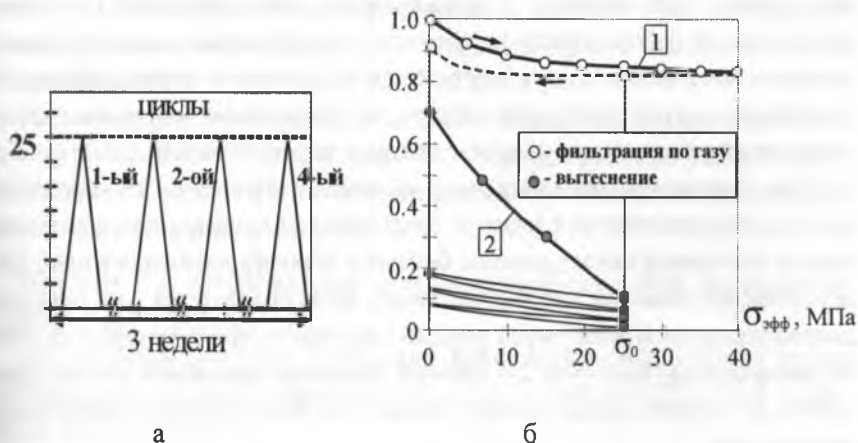 ЦИКЛЫ
25
1-ый
2-ой
4-ый
3 недели
а
1.0
0.8
0.6
0.4
0.2
0
1
○ - фильтрация по газу
● - вытеснение
2
0
10
20
σ₀
30
40
σэфф, МПа
б